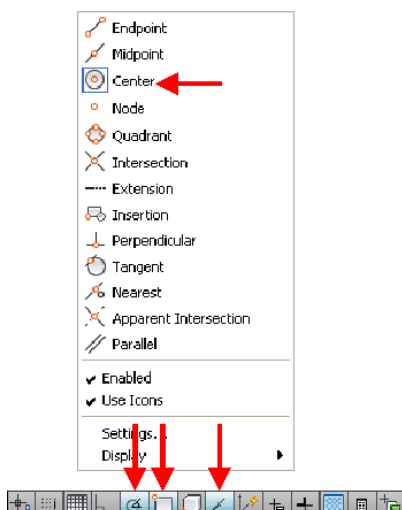 Endpoint
Midpoint
Center
Node
Quadrant
Intersection
Extension
Insertion
Perpendicular
Tangent
Nearest
Apparent Intersection
Parallel
Enabled
Use Icons
Settings...
Display